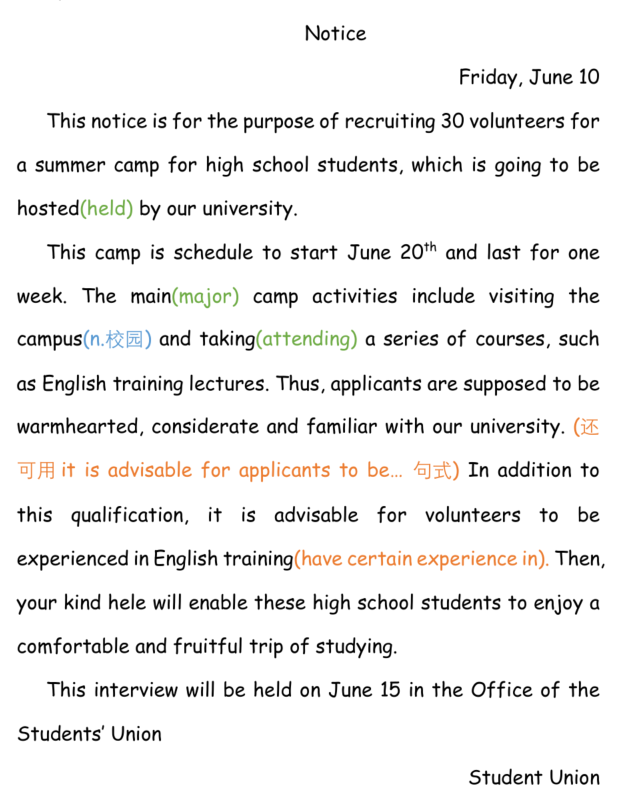 Notice
Friday, June 10
This notice is for the purpose of recruiting 30 volunteers for
a summer camp for high school students, which is going to be
hosted(held) by our university.
This camp is schedule to start June 20th and last for one
week. The main(major) camp activities include visiting the
campus(n.校园) and taking(attending) a series of courses, such
as English training lectures. Thus, applicants are supposed to be
warmhearted, considerate and familiar with our university. (还
可用 it is advisable for applicants to be... 句式) In addition to
this qualification, it is advisable for volunteers to be
experienced in English training(have certain experience in). Then,
your kind hele will enable these high school students to enjoy a
comfortable and fruitful trip of studying.
This interview will be held on June 15 in the Office of the
Students' Union
Student Union